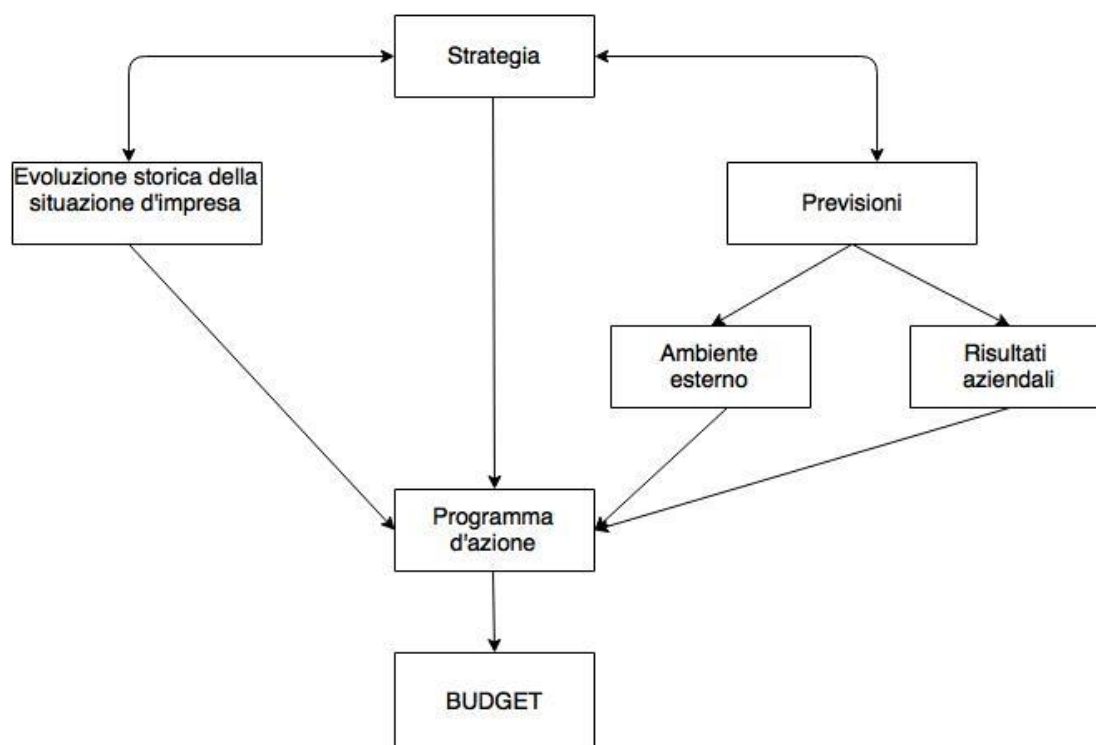 Strategia
Evoluzione storica della
situazione d'impresa
Previsioni
Ambiente
esterno
Risultati
aziendali
Programma
d'azione
BUDGET